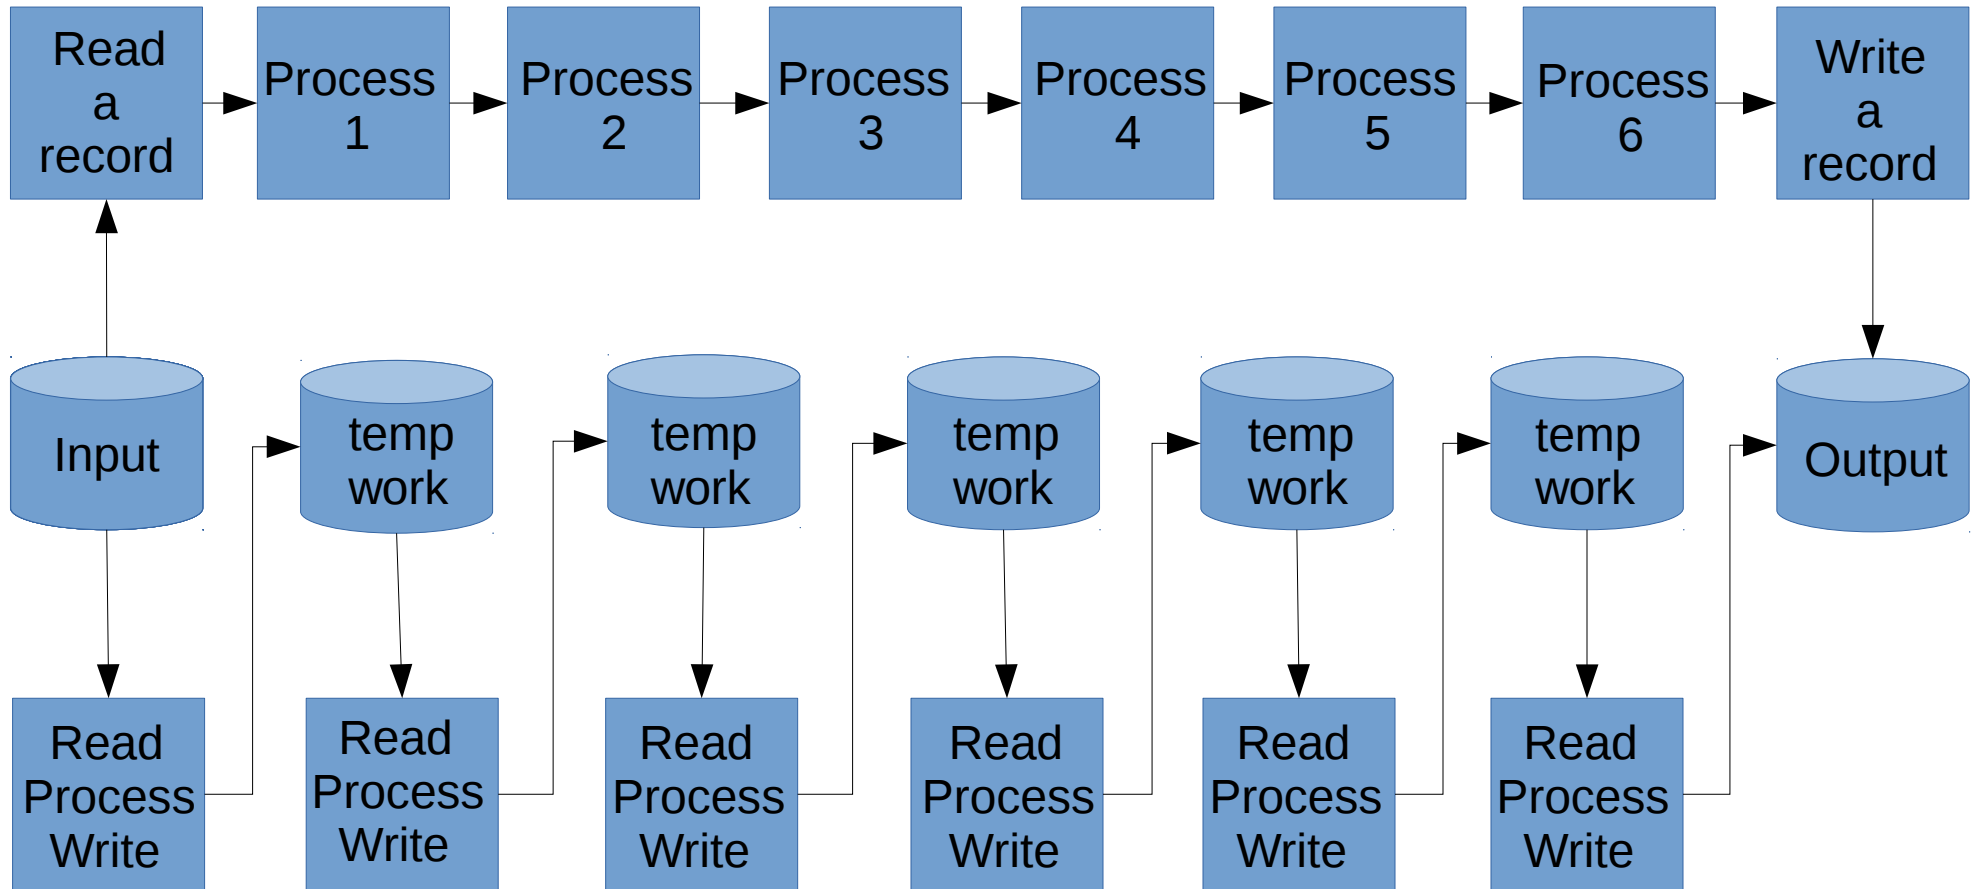 Read
a
record
Process
1
Process
2
Process
3
Process
4
Process
5
Process
6
Write
a
record
Input
temp
work
temp
work
temp
work
temp
work
temp
work
Output
Read
Process
Write
Read
Process
Write
Read
Process
Write
Read
Process
Write
Read
Process
Write
Read
Process
Write